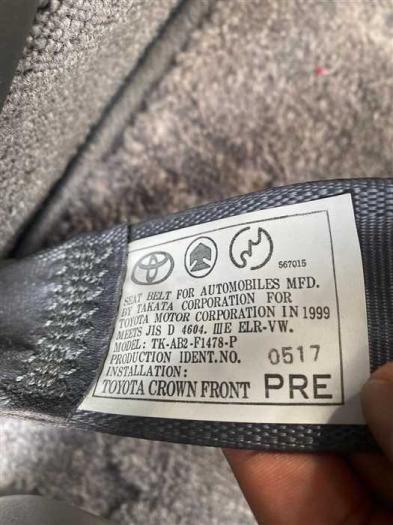 567015
SEAT BELT FOR AUTOMOBILES MFD.
BY TAKATA CORPORATION FOR
TOYOTA MOTOR CORPORATION IN 1999
MEETS JIS D 4604. ⅢE ELR-VW.
MODEL: TK-AB2-F1478-P
PRODUCTION IDENT.NO. 0517
INSTALLATION:
TOYOTA CROWN FRONT PRE